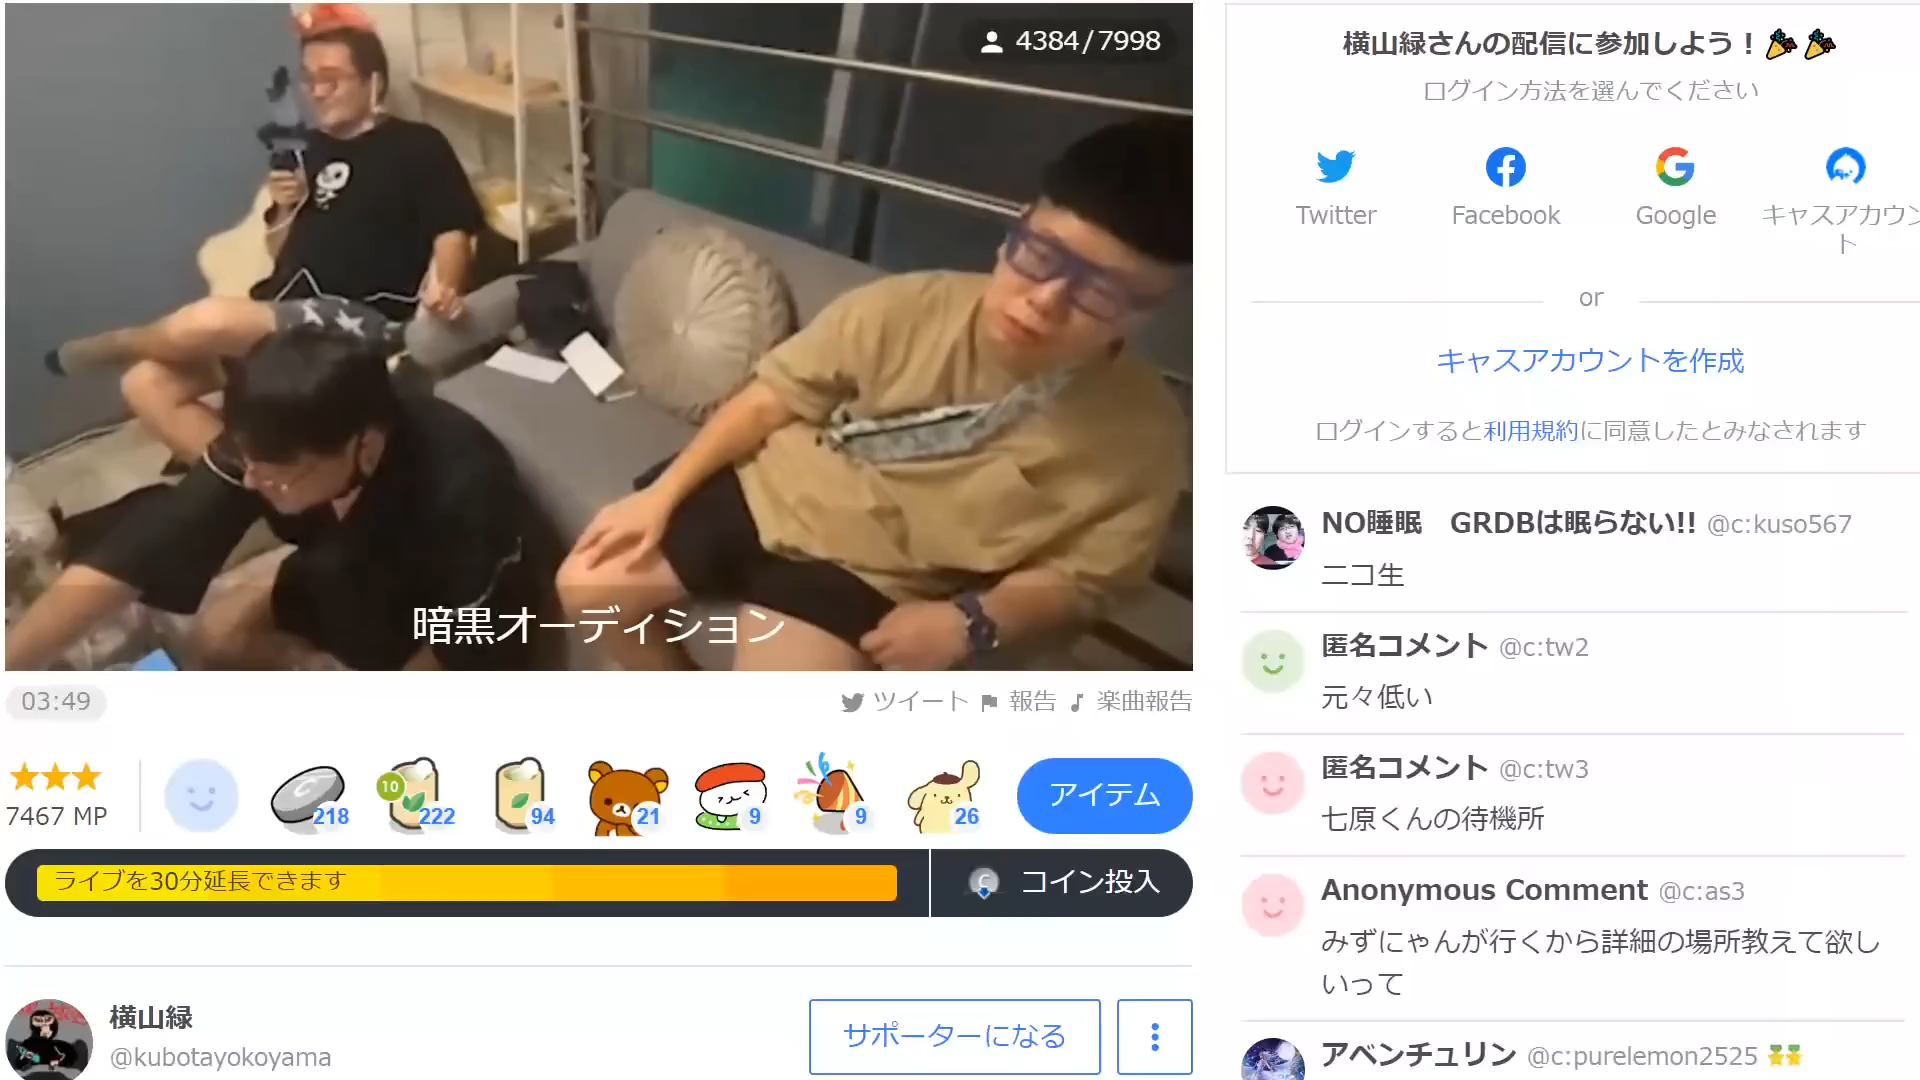 4384/7998
暗黒オーディション
03:49
ツイート 報告 楽曲報告
7467 MP
218
10
222
94
21
9
9
26
アイテム
ライブを30分延長できます
コイン投入
横山緑
@kubotayokoyama
サポーターになる
横山緑さんの配信に参加しよう!
ログイン方法を選んでください
Twitter
Facebook
Google
キャスアカウン
ト
or
キャスアカウントを作成
ログインすると利用規約に同意したとみなされます
NO睡眠 GRDBは眠らない!! @c:kuso567
ニコ生
匿名コメント @c:tw2
元々低い
匿名コメント @c:tw3
七原くんの待機所
Anonymous Comment @c:as3
みずにゃんが行くから詳細の場所教えて欲し
いって
アベンチュリン @c:purelemon2525